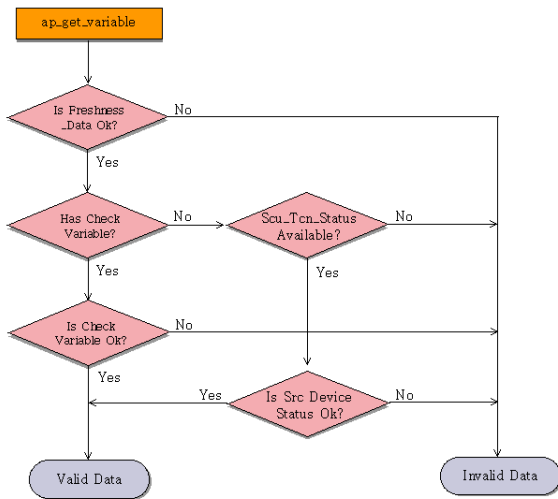 ap_get_variable
Is Freshness
_Data Ok?
No
Yes
Has Check
Variable?
No
Scu_Tcn_Status
Available?
No
Yes
Yes
Is Check
Variable Ok?
No
Yes
Yes
Is Src Device
Status Ok?
No
Valid Data
Invalid Data